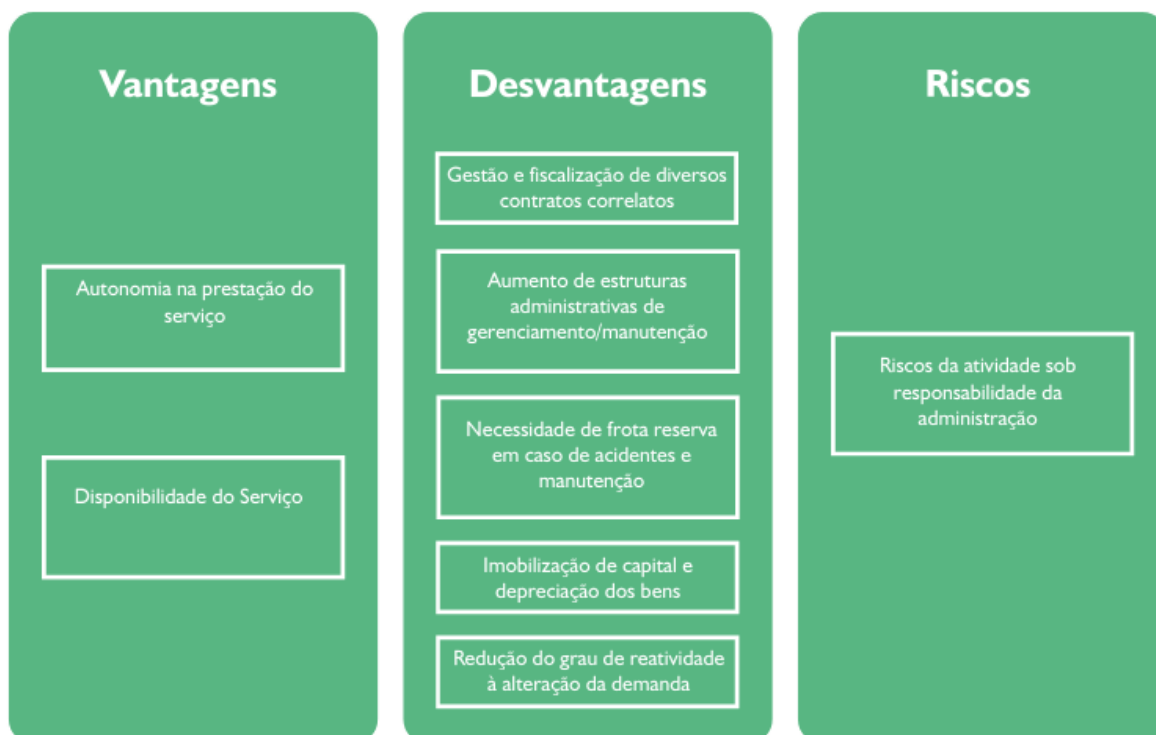 Vantagens
Autonomia na prestação do
serviço
Disponibilidade do Serviço
Desvantagens
Gestão e fiscalização de diversos
contratos correlatos
Aumento de estruturas
administrativas de
gerenciamento/manutenção
Necessidade de frota reserva
em caso de acidentes e
manutenção
Imobilização de capital e
depreciação dos bens
Redução do grau de reatividade
à alteração da demanda
Riscos
Riscos da atividade sob
responsabilidade da
administração